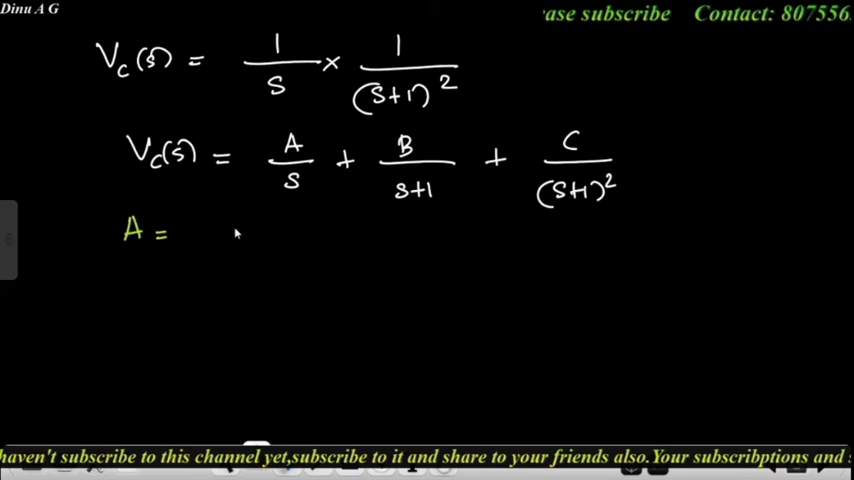 Dinu A G
ase subscribe Contact: 807556
Vc(s) = 1/s × 1/(s+1)²
Vc(s) = A/s + B/s+1 + C/(s+1)²
A =
haven't subscribe to this channel yet,subscribe to it and share to your friends also.Your subscribptions and s